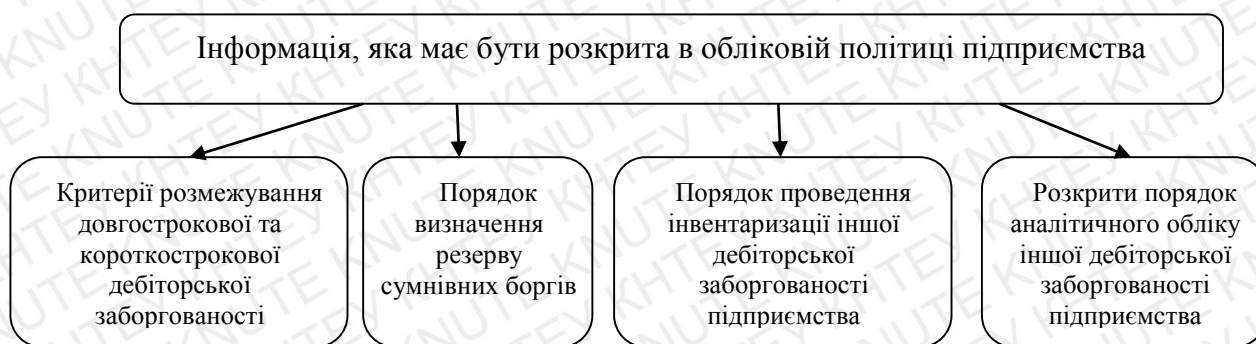 Інформація, яка має бути розкрита в обліковій політиці підприємства
Критерії розмежування
довгострокової та
короткострокової
дебіторської
заборгованості
Порядок
визначення
резерву
сумнівних боргів
Порядок проведення
інвентаризації іншої
дебіторської
заборгованості
підприємства
Розкрити порядок
аналітичного обліку
іншої дебіторської
заборгованості
підприємства